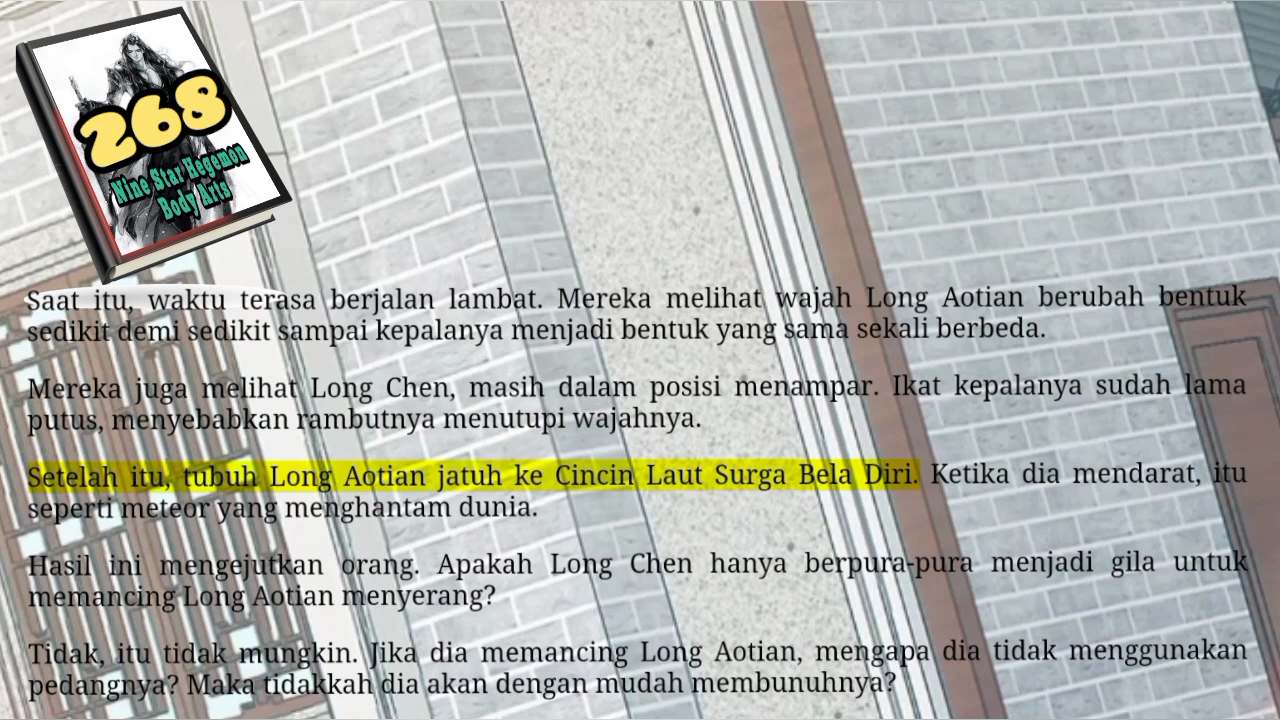 268
Nine Star Hegemon
Body Arts
Saat itu, waktu terasa berjalan lambat. Mereka melihat wajah Long Aotian berubah bentuk
sedikit demi sedikit sampai kepalanya menjadi bentuk yang sama sekali berbeda.
Mereka juga melihat Long Chen, masih dalam posisi menampar. Ikat kepalanya sudah lama
putus, menyebabkan rambutnya menutupi wajahnya.
Setelah itu, tubuh Long Aotian jatuh ke Cincin Laut Surga Bela Diri. Ketika dia mendarat, itu
seperti meteor yang menghantam dunia.
Hasil ini mengejutkan orang. Apakah Long Chen hanya berpura-pura menjadi gila untuk
memancing Long Aotian menyerang?
Tidak, itu tidak mungkin. Jika dia memancing Long Aotian, mengapa dia tidak menggunakan
pedangnya? Maka tidakkah dia akan dengan mudah membunuhnya?